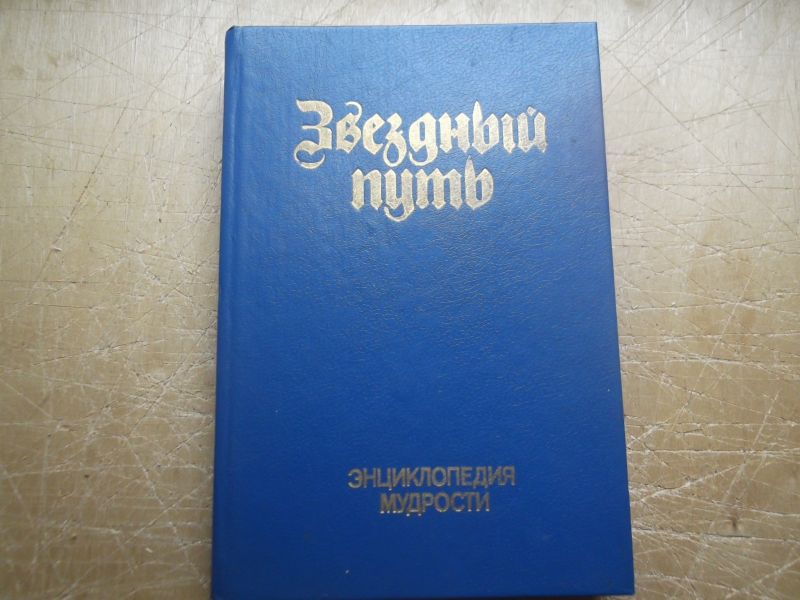 Звездный
путь
ЭНЦИКЛОПЕДИЯ
МУДРОСТИ